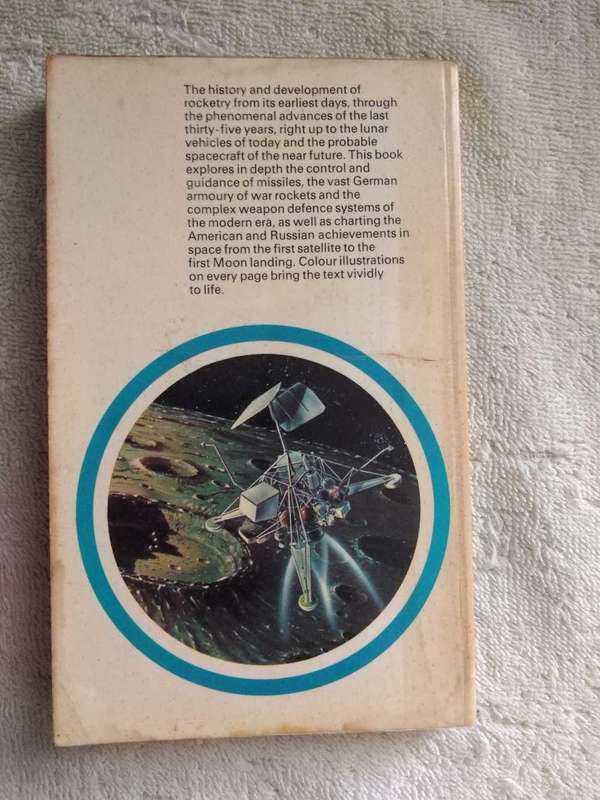 The history and development of
rocketry from its earliest days, through
the phenomenal advances of the last
thirty-five years, right up to the lunar
vehicles of today and the probable
spacecraft of the near future. This book
explores in depth the control and
guidance of missiles, the vast German
armoury of war rockets and the
complex weapon defence systems of
the modern era, as well as charting the
American and Russian achievements in
space from the first satellite to the
first Moon landing. Colour illustrations
on every page bring the text vividly
to life.